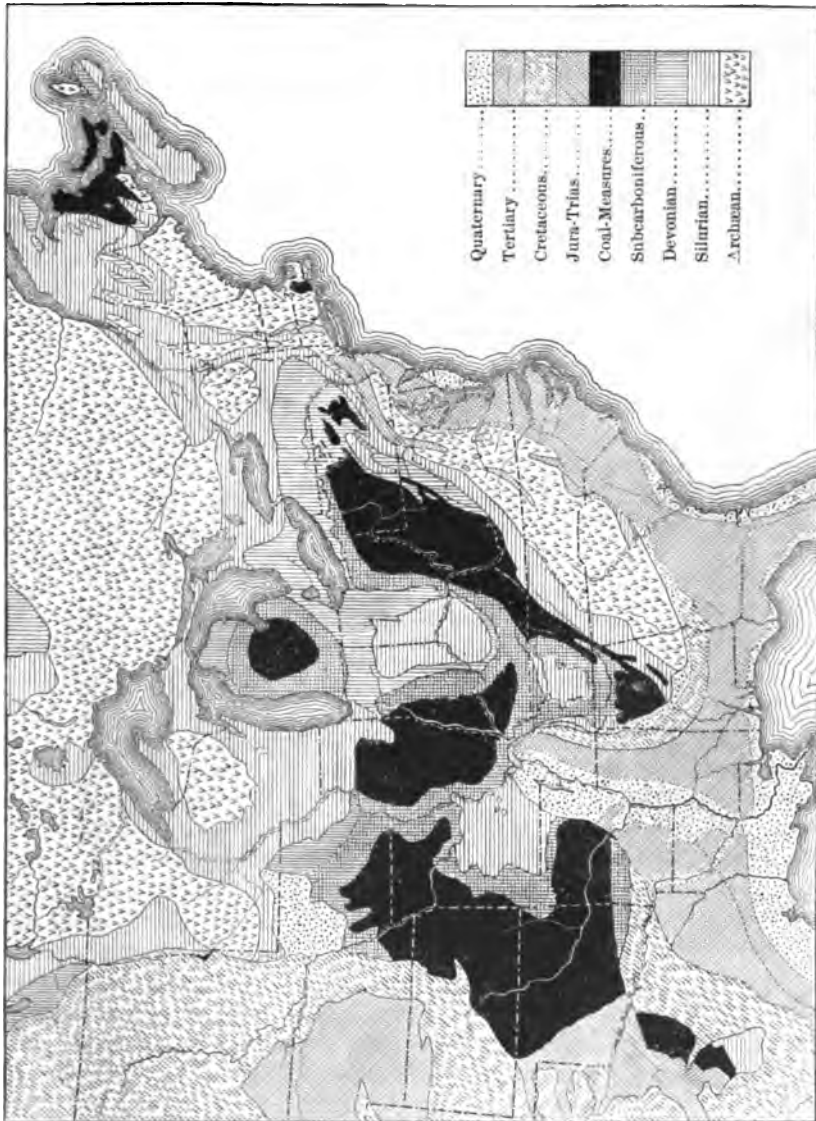 Quaternary........
Tertiary........
Cretaceous........
Jura-Trias........
Coal-Measures.....
Subcarboniferous..
Devonian........
Silurian........
Archæan........